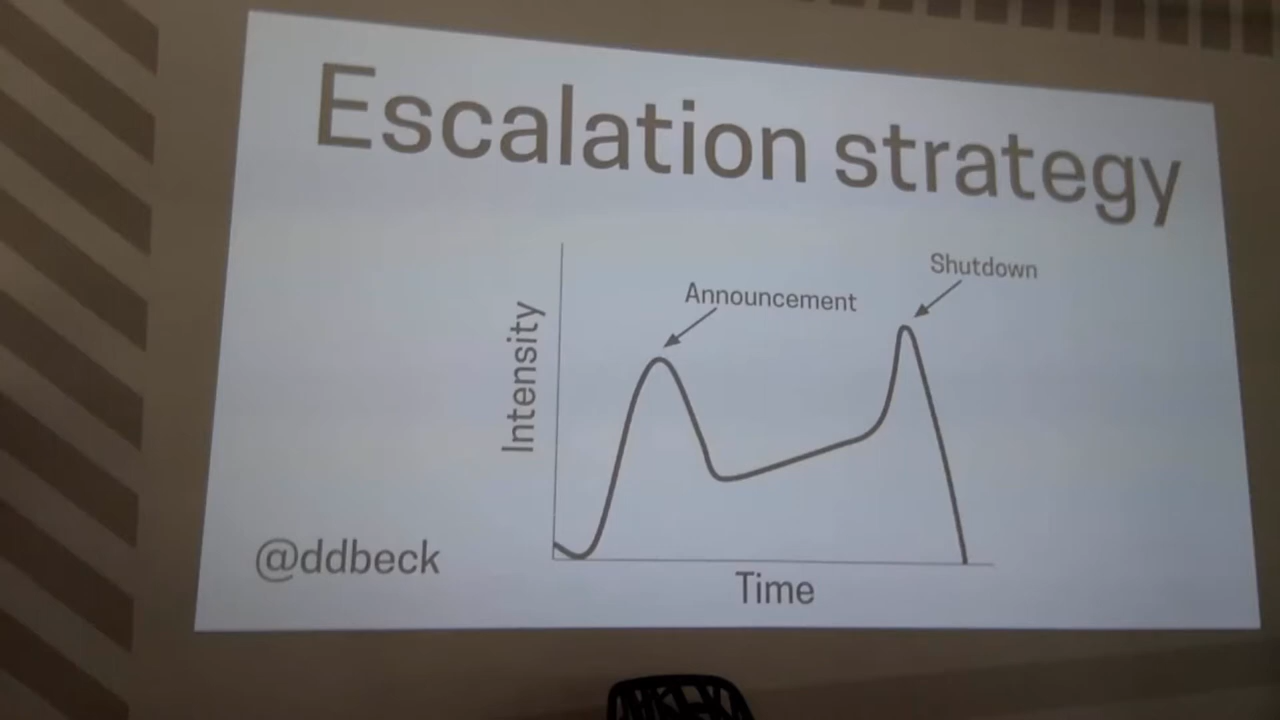 Escalation strategy
Shutdown
Announcement
Intensity
Time
@ddbeck